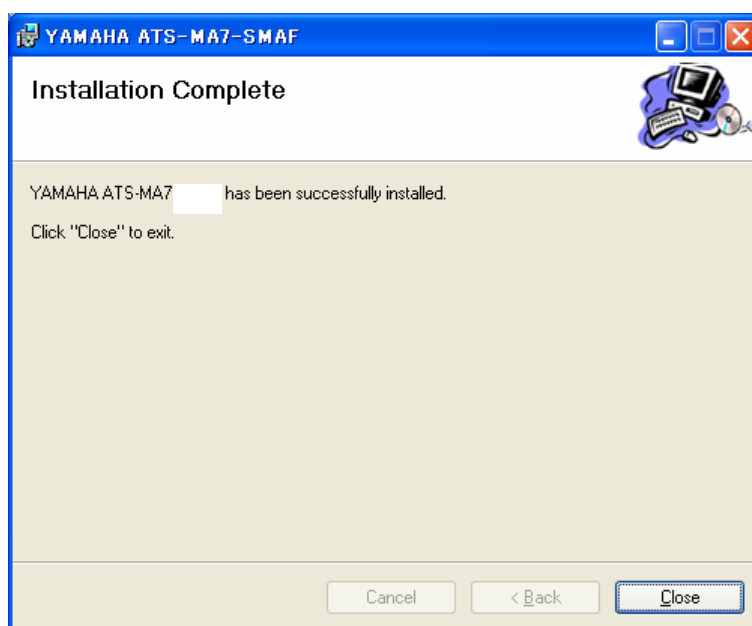 YAMAHA ATS-MA7-SMAF
Installation Complete
YAMAHA ATS-MA7 has been successfully installed.
Click "Close" to exit.
Cancel < Back Close